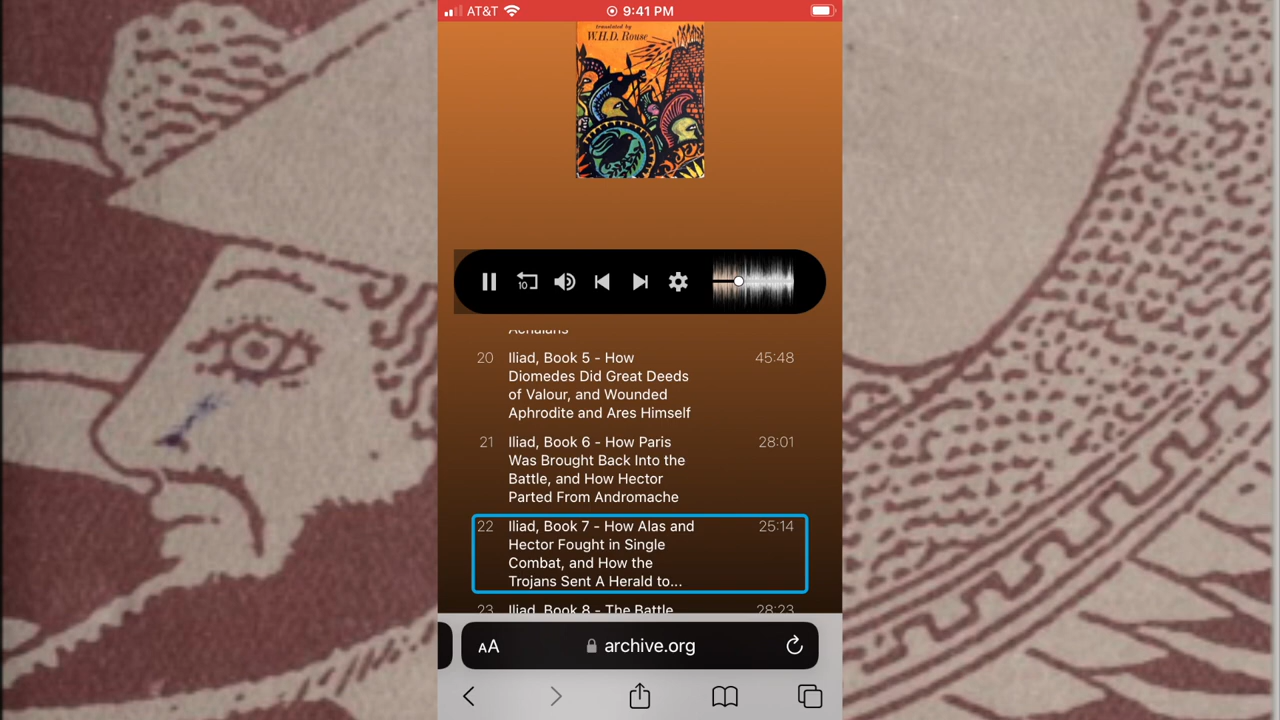 AT&T 9:41 PM
translated by
W.H.D. Rouse
10
Achaians
20 Iliad, Book 5 - How 45:48
Diomedes Did Great Deeds
of Valour, and Wounded
Aphrodite and Ares Himself
21 Iliad, Book 6 - How Paris 28:01
Was Brought Back Into the
Battle, and How Hector
Parted From Andromache
22 Iliad, Book 7 - How Alas and 25:14
Hector Fought in Single
Combat, and How the
Trojans Sent A Herald to...
23 Iliad, Book 8 - The Battle 28:23
AA archive.org